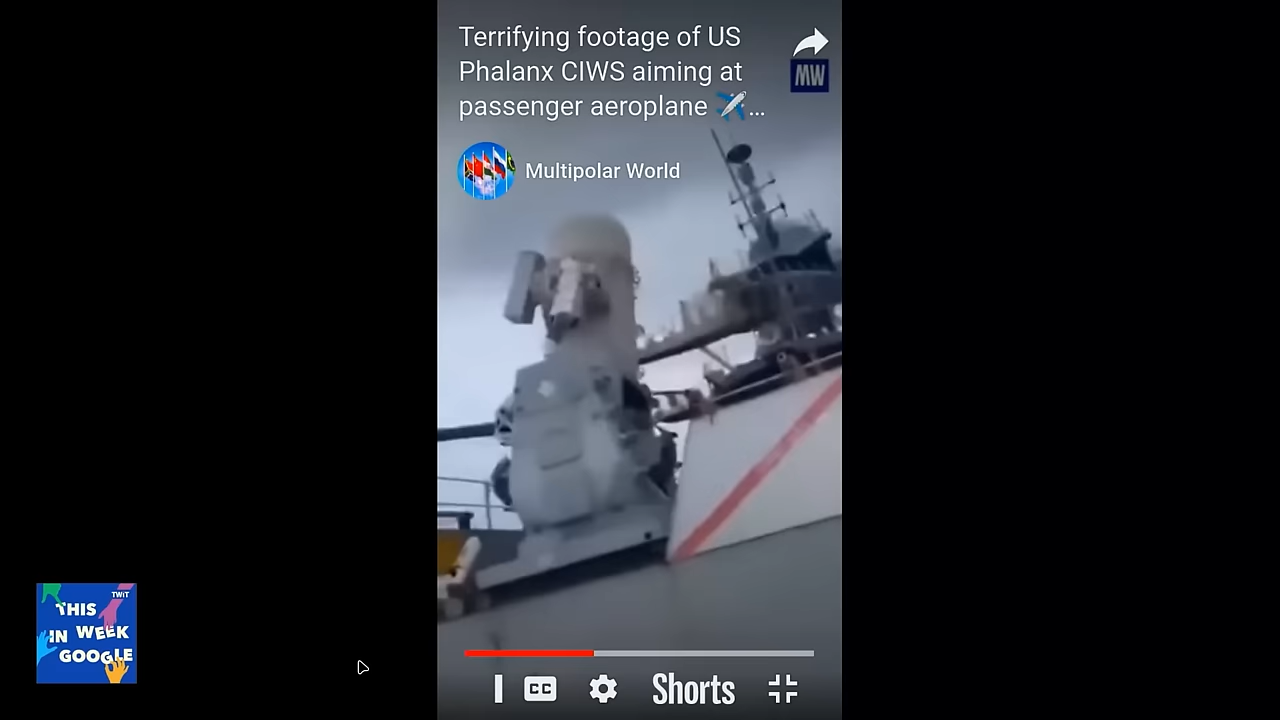 Terrifying footage of US
Phalanx CIWS aiming at
passenger aeroplane ✈️…
MW
Multipolar World
TWiT
THIS
IN WEEK
GOOGLE
CC
Shorts